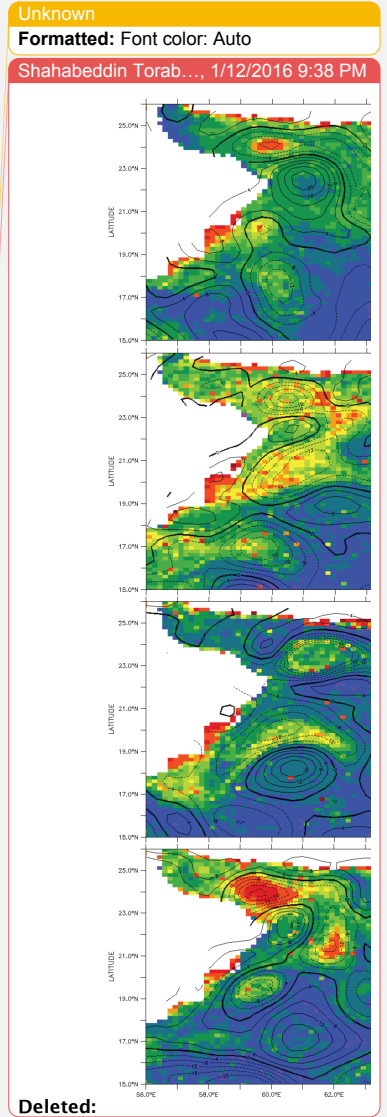 Unknown
Formatted: Font color: Auto
Shahabeddin Torab…, 1/12/2016 9:38 PM
25.0°N
23.0°N
21.0°N
19.0°N
17.0°N
15.0°N
LATITUDE
25.0°N
23.0°N
21.0°N
19.0°N
17.0°N
15.0°N
LATITUDE
25.0°N
23.0°N
21.0°N
19.0°N
17.0°N
15.0°N
LATITUDE
25.0°N
23.0°N
21.0°N
19.0°N
17.0°N
15.0°N
LATITUDE
56.0°E 58.0°E 60.0°E 62.0°E
Deleted: